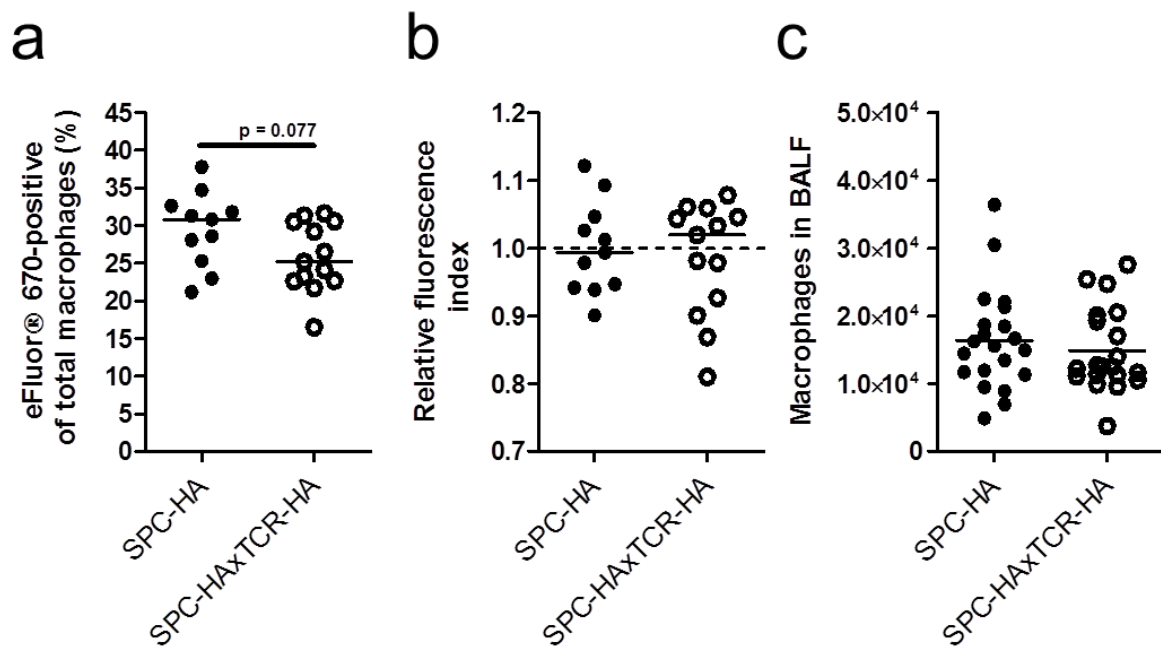 a
eFluor® 670-positive
of total macrophages (%)
45
40
35
30
25
20
15
10
5
0
p = 0.077
SPC-HA
SPC-HAxTCR-HA
b
Relative fluorescence
index
1.2
1.1
1.0
0.9
0.8
0.7
SPC-HA
SPC-HAxTCR-HA
c
Macrophages in BALF
5.0×10⁴
4.0×10⁴
3.0×10⁴
2.0×10⁴
1.0×10⁴
0
SPC-HA
SPC-HAxTCR-HA